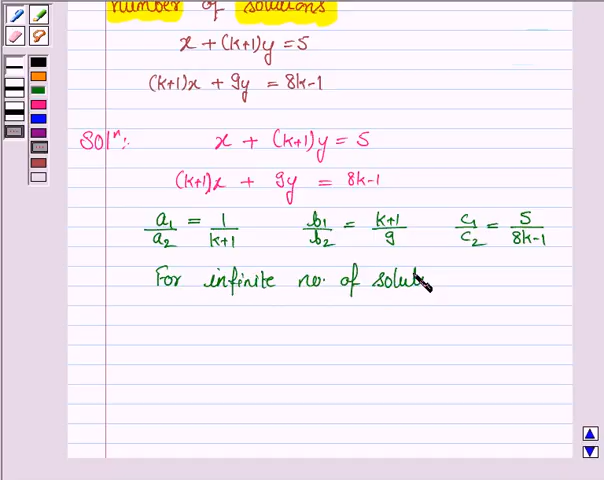 number of solutions
x + (k+1)y = 5
(k+1)x + 9y = 8k-1
Solⁿ: x + (k+1)y = 5
(k+1)x + 9y = 8k-1
a₁/a₂ = 1/k+1 b₁/b₂ = k+1/9 c₁/c₂ = 5/8k-1
For infinite no. of solut